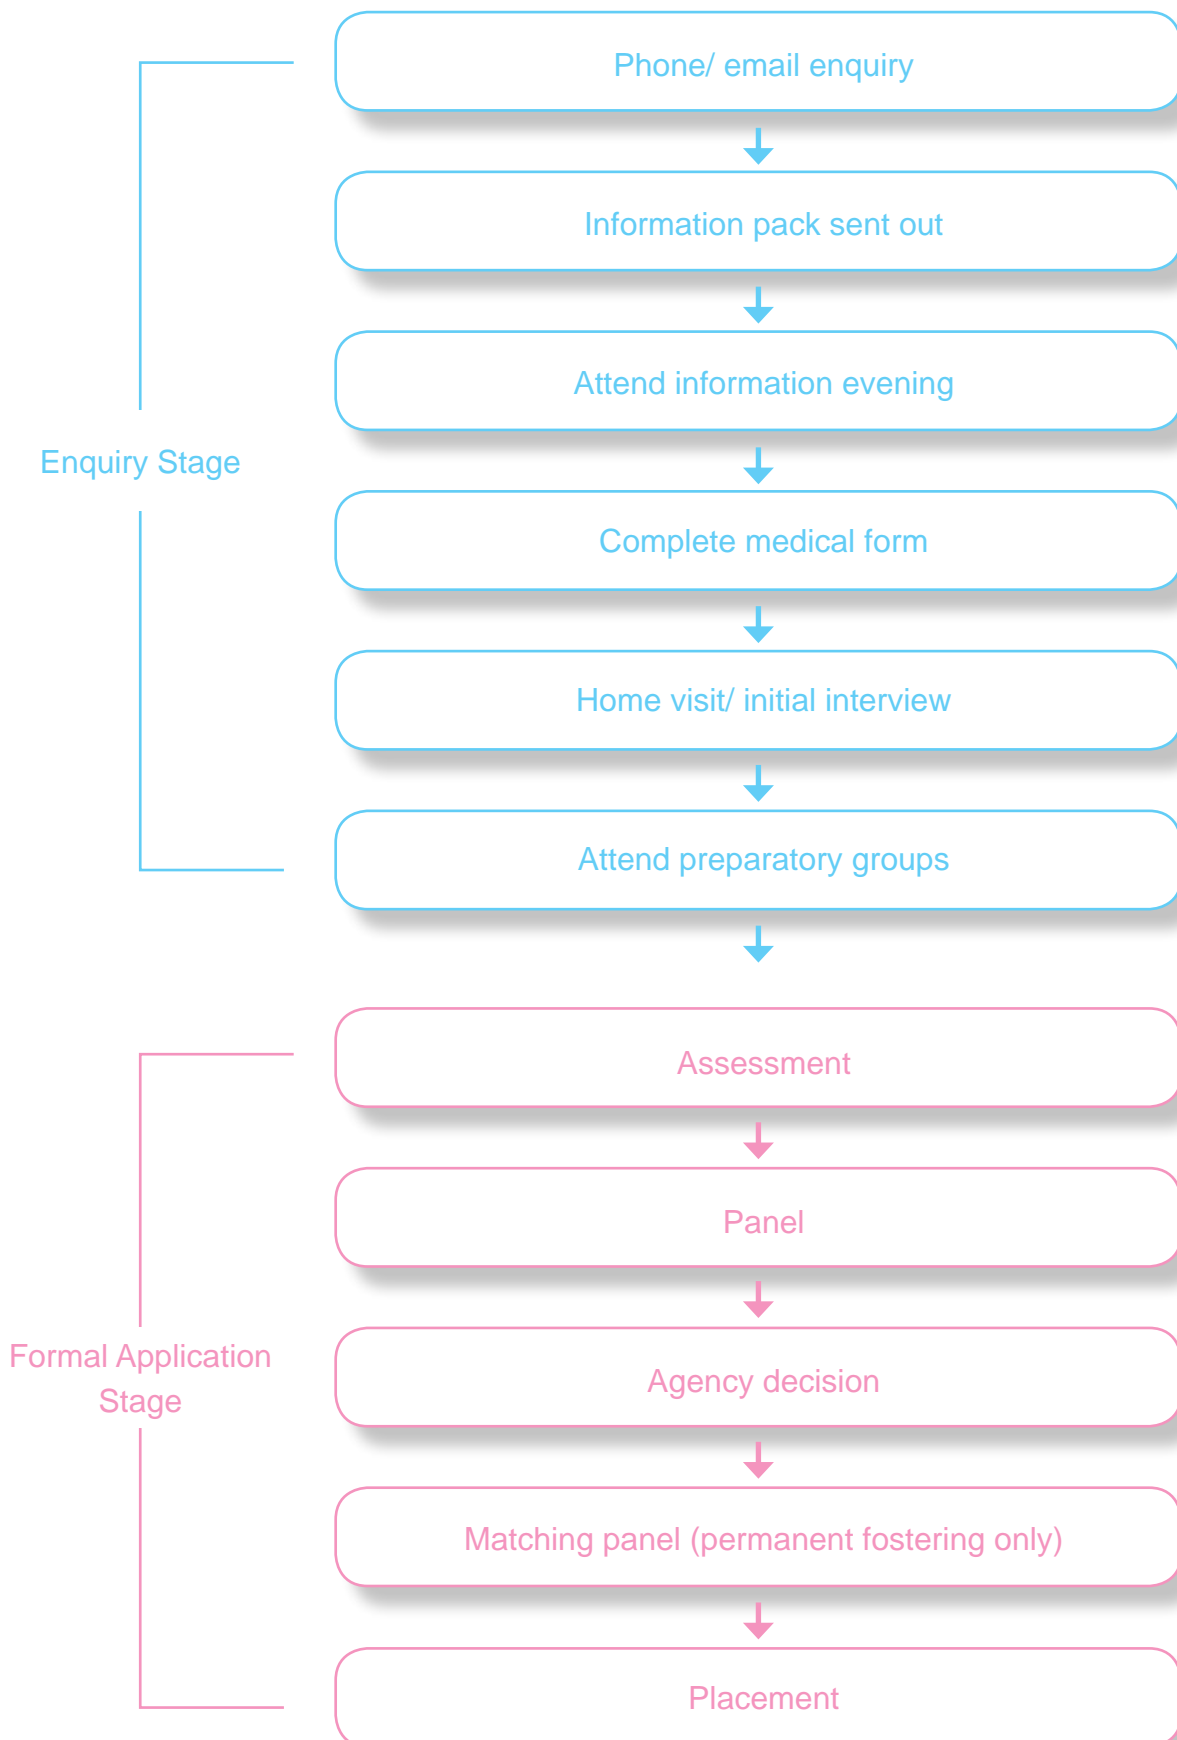 Phone/ email enquiry
Information pack sent out
Attend information evening
Enquiry Stage
Complete medical form
Home visit/ initial interview
Attend preparatory groups
Assessment
Panel
Formal Application
Stage
Agency decision
Matching panel (permanent fostering only)
Placement